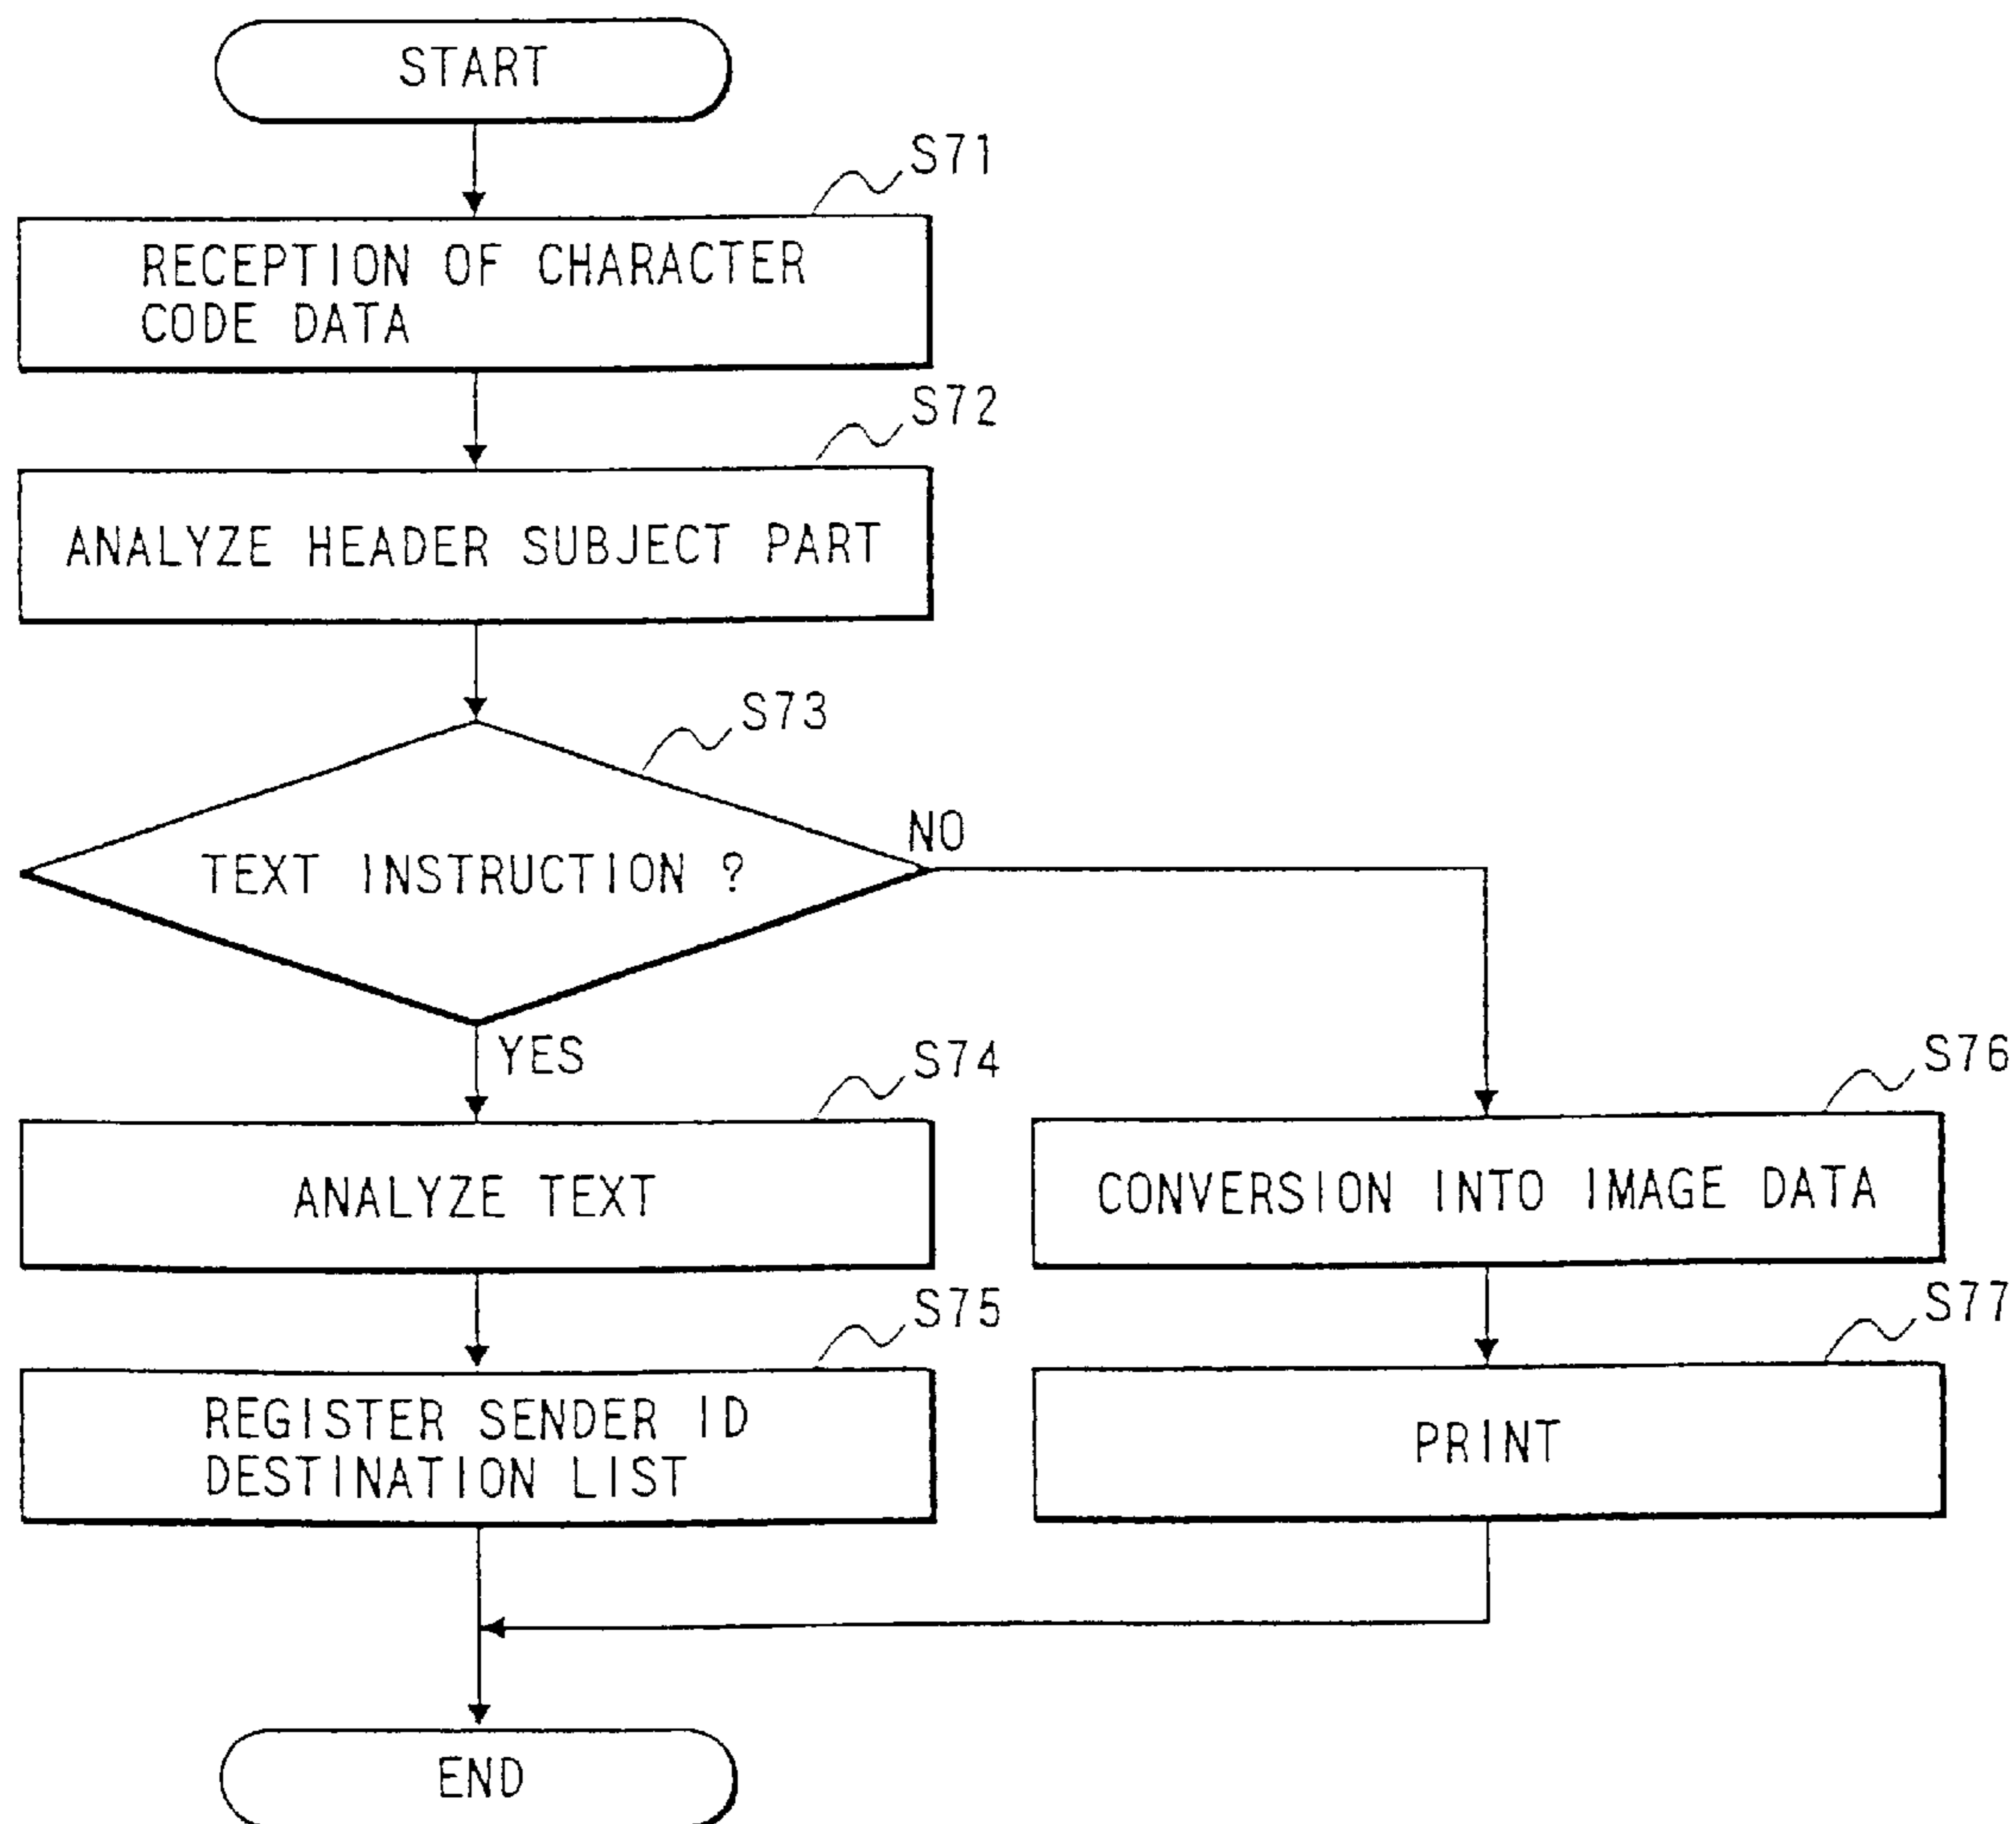 START
S71
RECEPTION OF CHARACTER
CODE DATA
S72
ANALYZE HEADER SUBJECT PART
S73
TEXT INSTRUCTION ?
NO
YES
S74
ANALYZE TEXT
S76
CONVERSION INTO IMAGE DATA
S75
REGISTER SENDER ID
DESTINATION LIST
S77
PRINT
END